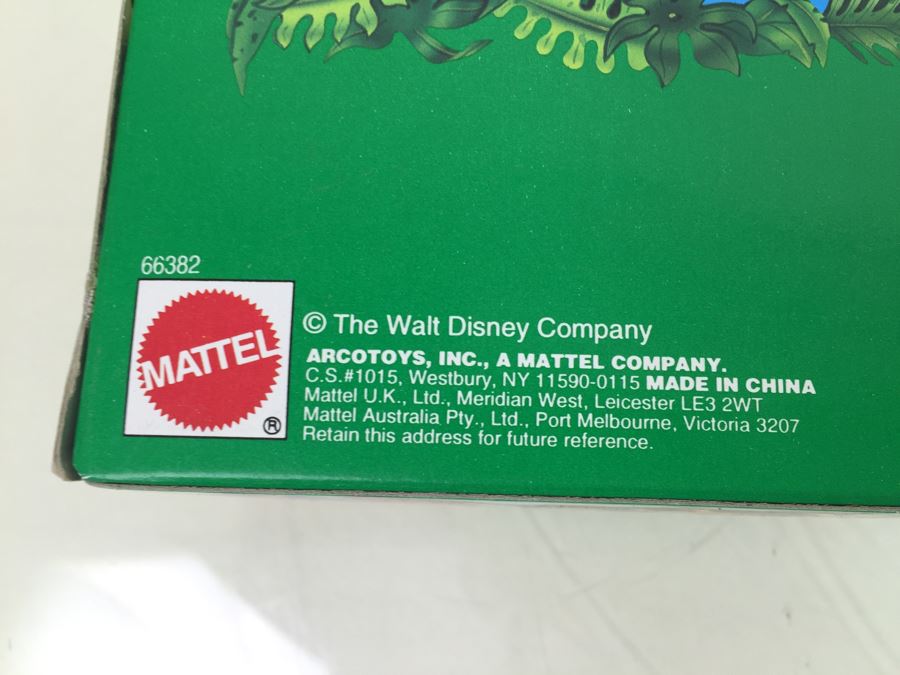 66382
MATTEL
®
© The Walt Disney Company
ARCOTOYS, INC., A MATTEL COMPANY.
C.S.#1015, Westbury, NY 11590-0115 MADE IN CHINA
Mattel U.K., Ltd., Meridian West, Leicester LE3 2WT
Mattel Australia Pty., Ltd., Port Melbourne, Victoria 3207
Retain this address for future reference.